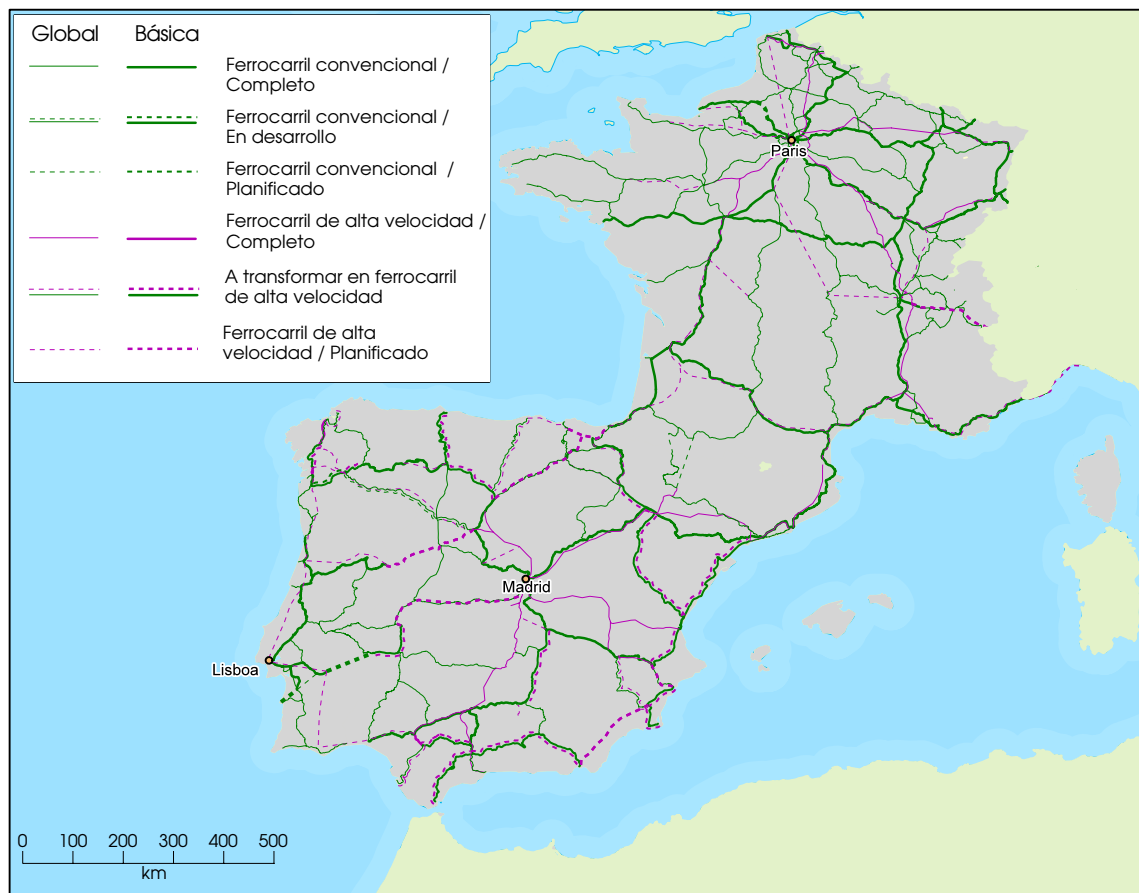 Global Básica
Ferrocarril convencional /
Completo
Ferrocarril convencional /
En desarrollo
Ferrocarril convencional /
Planificado
Ferrocarril de alta velocidad /
Completo
A transformar en ferrocarril
de alta velocidad
Ferrocarril de alta
velocidad / Planificado
Paris
Madrid
Lisboa
0 100 200 300 400 500
km